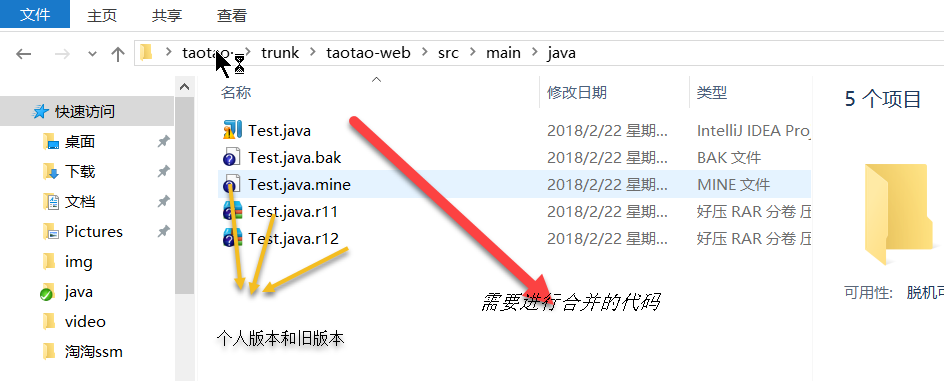 文件 主页 共享 查看
taotao- trunk taotao-web src main java
名称 修改日期 类型
快速访问
桌面
下载
文档
Pictures
img
java
video
淘淘ssm
Test.java 2018/2/22 星期... IntelliJ IDEA Proj
Test.java.bak 2018/2/22 星期... BAK 文件
Test.java.mine 2018/2/22 星期... MINE 文件
Test.java.r11 2018/2/22 星期... 好压 RAR 分卷 压
Test.java.r12 2018/2/22 星期... 好压 RAR 分卷 压
需要进行合并的代码
个人版本和旧版本
5 个项目
可用性: 脱机可